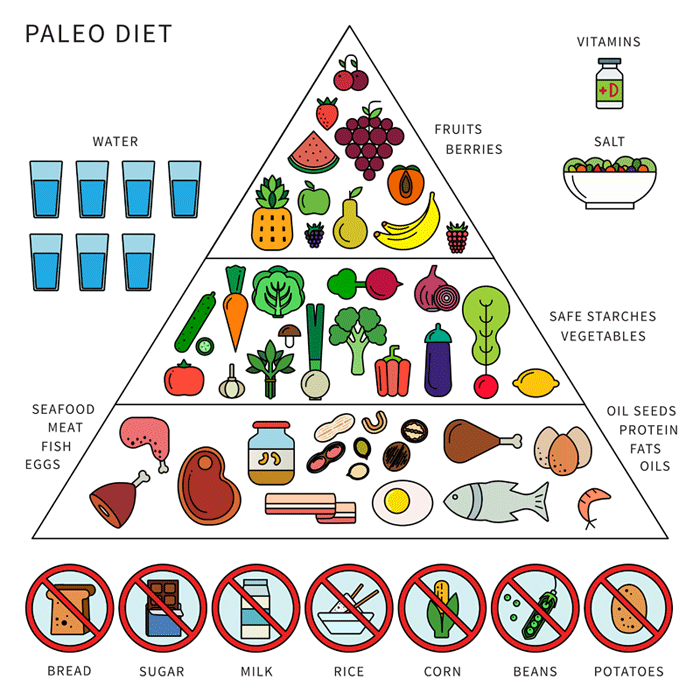 PALEO DIET
VITAMINS
+D
WATER
FRUITS
BERRIES
SALT
SAFE STARCHES
VEGETABLES
SEAFOOD
MEAT
FISH
EGGS
OIL SEEDS
PROTEIN
FATS
OILS
BREAD
SUGAR
MILK
RICE
CORN
BEANS
POTATOES